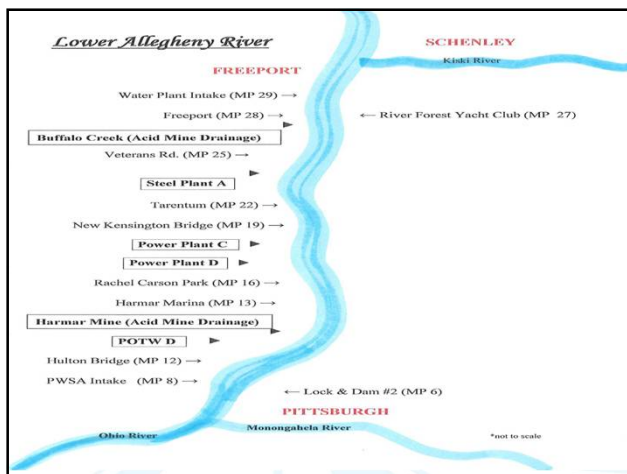 Lower Allegheny River
SCHENLEY
Kiski River
FREEPORT
Water Plant Intake (MP 29) →
Freeport (MP 28) →
← River Forest Yacht Club (MP 27)
Buffalo Creek (Acid Mine Drainage)
Veterans Rd. (MP 25) →
Steel Plant A
Tarentum (MP 22) →
New Kensington Bridge (MP 19) →
Power Plant C
Power Plant D
Rachel Carson Park (MP 16) →
Harmar Marina (MP 13) →
Harmar Mine (Acid Mine Drainage)
POTW D
Hulton Bridge (MP 12) →
PWSA Intake (MP 8) →
← Lock & Dam #2 (MP 6)
PITTSBURGH
Ohio River
Monongahela River
*not to scale